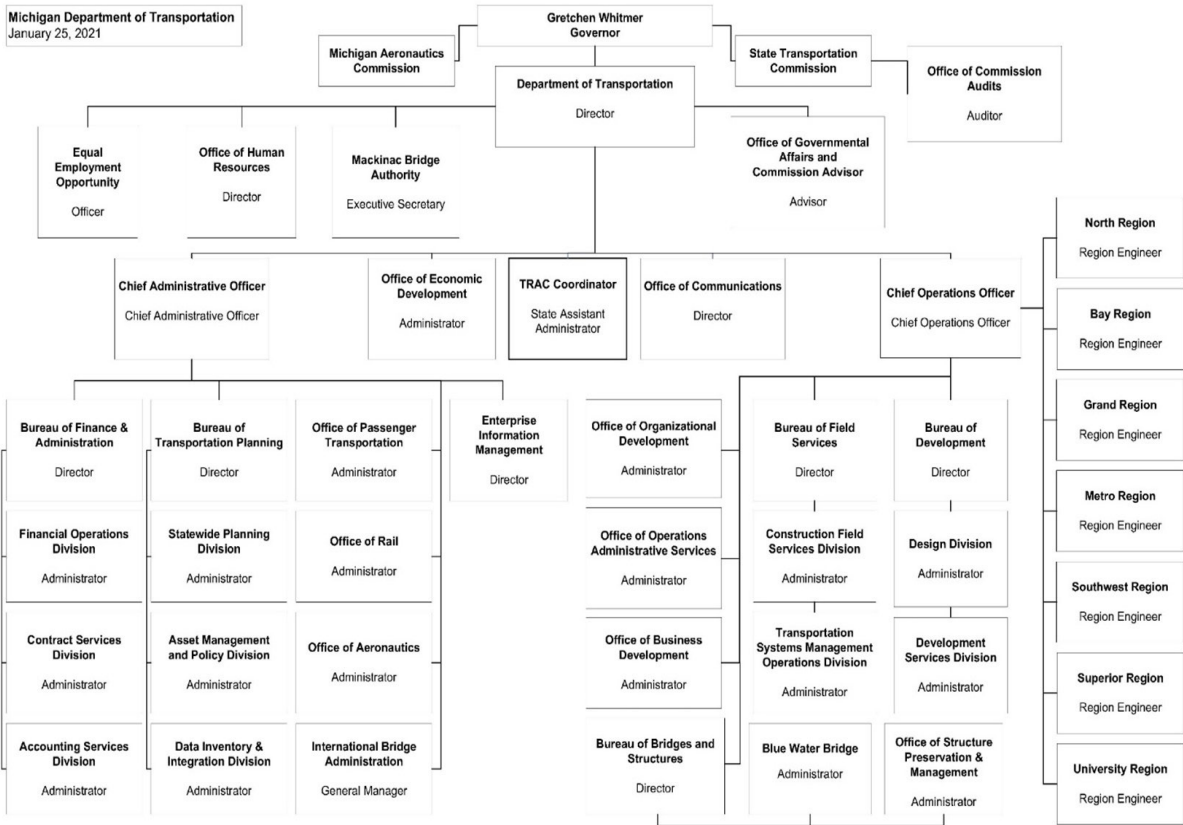 Michigan Department of Transportation
January 25, 2021
Gretchen Whitmer
Governor
Michigan Aeronautics
Commission
State Transportation
Commission
Office of Commission
Audits
Auditor
Department of Transportation
Director
Equal
Employment
Opportunity
Officer
Office of Human
Resources
Director
Mackinac Bridge
Authority
Executive Secretary
Office of Governmental
Affairs and
Commission Advisor
Advisor
Chief Administrative Officer
Chief Administrative Officer
Office of Economic
Development
Administrator
TRAC Coordinator
State Assistant
Administrator
Office of Communications
Director
Chief Operations Officer
Chief Operations Officer
North Region
Region Engineer
Bay Region
Region Engineer
Grand Region
Region Engineer
Metro Region
Region Engineer
Southwest Region
Region Engineer
Superior Region
Region Engineer
University Region
Region Engineer
Bureau of Finance &
Administration
Director
Financial Operations
Division
Administrator
Contract Services
Division
Administrator
Accounting Services
Division
Administrator
Bureau of
Transportation Planning
Director
Statewide Planning
Division
Administrator
Asset Management
and Policy Division
Administrator
Data Inventory &
Integration Division
Administrator
Office of Passenger
Transportation
Administrator
Office of Rail
Administrator
Office of Aeronautics
Administrator
International Bridge
Administration
General Manager
Enterprise
Information
Management
Director
Office of Organizational
Development
Administrator
Office of Operations
Administrative Services
Administrator
Office of Business
Development
Administrator
Bureau of Bridges and
Structures
Director
Bureau of Field
Services
Director
Construction Field
Services Division
Administrator
Transportation
Systems Management
Operations Division
Administrator
Blue Water Bridge
Administrator
Bureau of
Development
Director
Design Division
Administrator
Development
Services Division
Administrator
Office of Structure
Preservation &
Management
Administrator